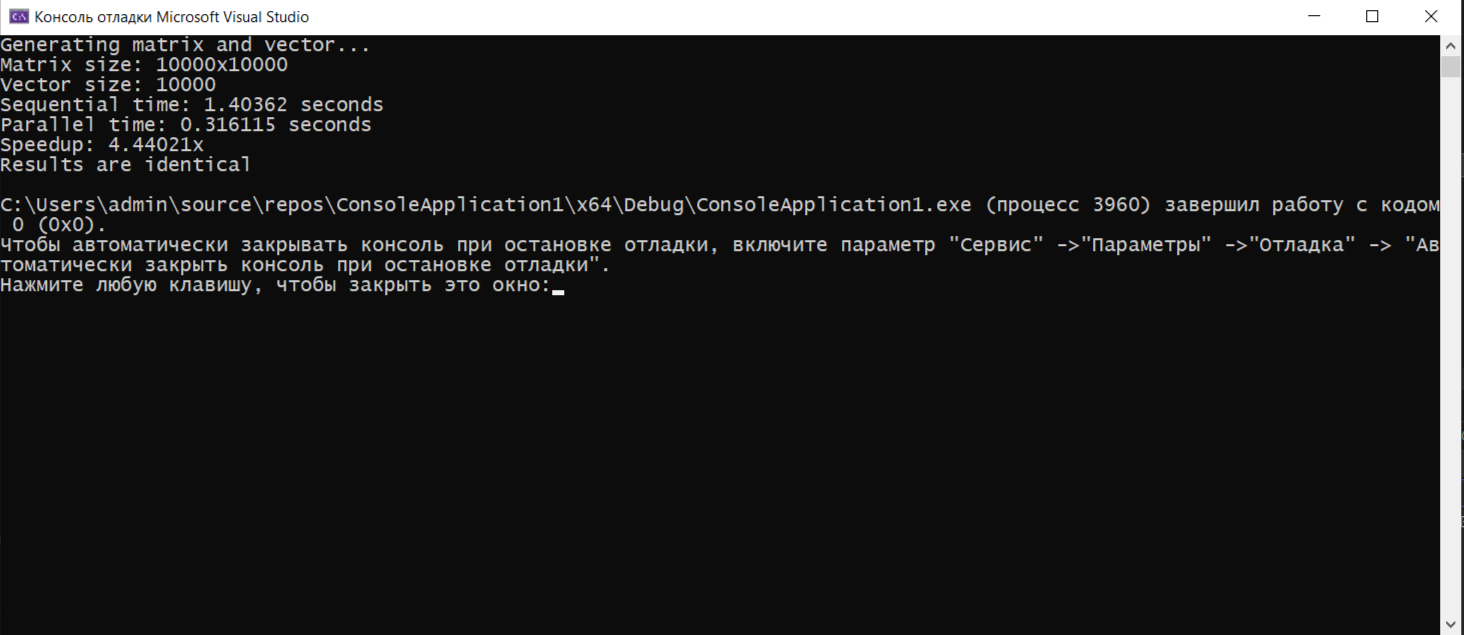 Консоль отладки Microsoft Visual Studio
Generating matrix and vector...
Matrix size: 10000x10000
Vector size: 10000
Sequential time: 1.40362 seconds
Parallel time: 0.316115 seconds
Speedup: 4.44021x
Results are identical
C:\Users\admin\source\repos\ConsoleApplication1\x64\Debug\ConsoleApplication1.exe (процесс 3960) завершил работу с кодом
0 (0x0).
Чтобы автоматически закрывать консоль при остановке отладки, включите параметр "Сервис" ->"Параметры" ->"Отладка" -> "Ав
томатически закрыть консоль при остановке отладки".
Нажмите любую клавишу, чтобы закрыть это окно: